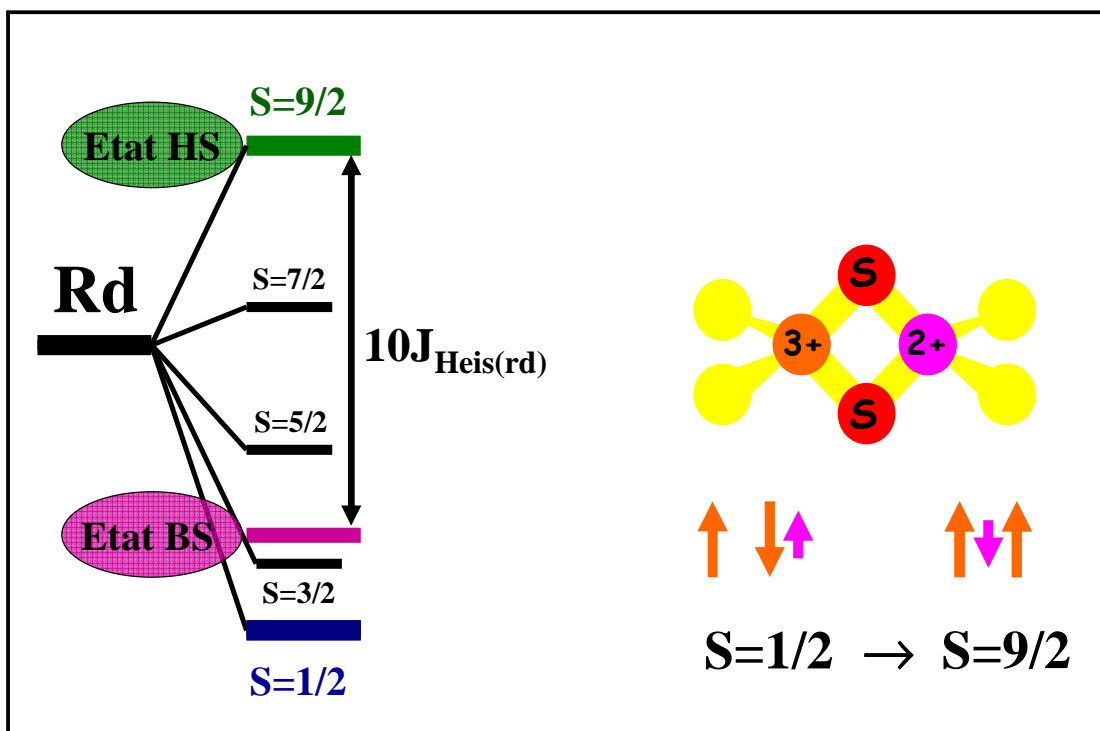 S=9/2
Etat HS
Rd
S=7/2
10J Heis(rd)
S=5/2
Etat BS
S=3/2
S=1/2
S
3+
2+
S
S=1/2 → S=9/2